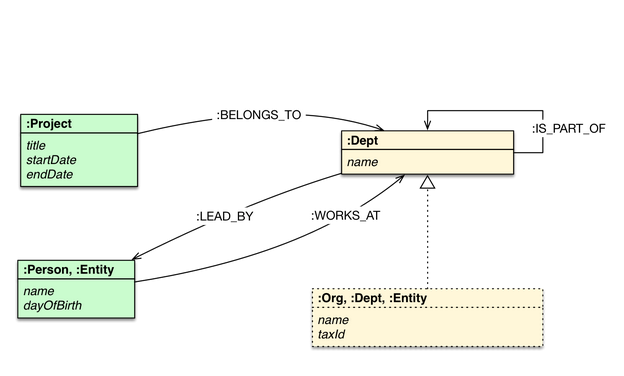 :BELONGS_TO
:Project
title
startDate
endDate
:IS_PART_OF
:Dept
name
:LEAD_BY
:WORKS_AT
:Person, :Entity
name
dayOfBirth
:Org, :Dept, :Entity
name
taxId